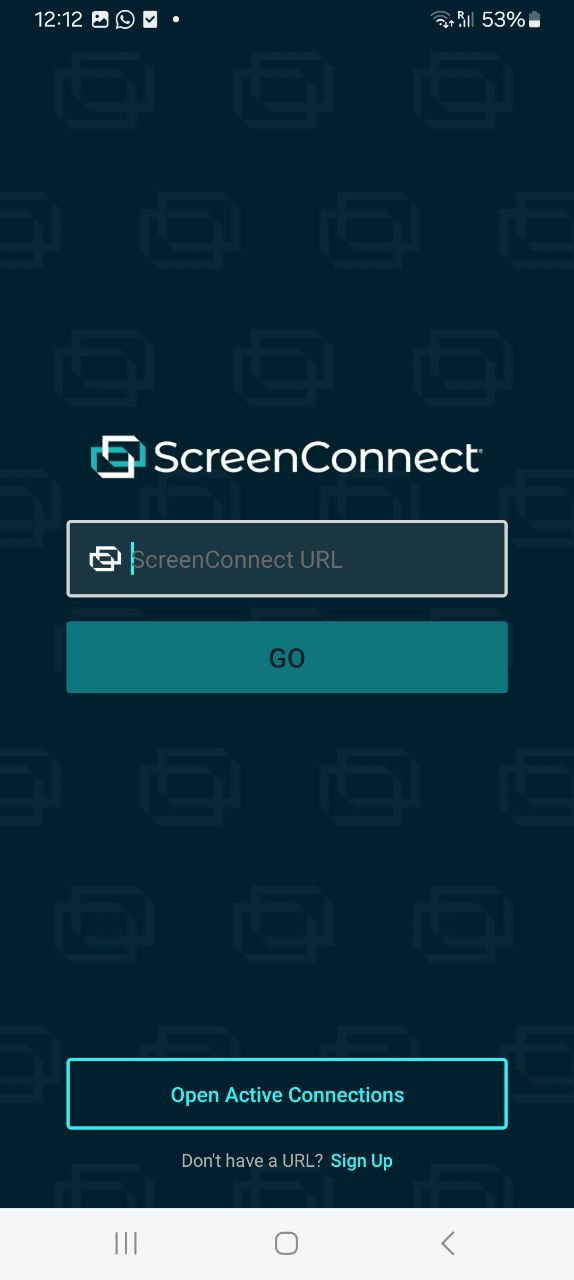 12:12
R 53%
ScreenConnect
ScreenConnect URL
GO
Open Active Connections
Don't have a URL? Sign Up